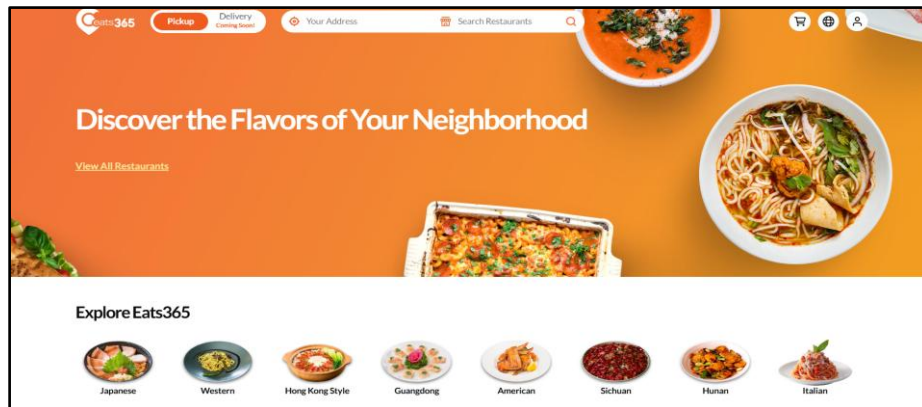 eats365
Pickup
Delivery
Coming Soon!
Your Address
Search Restaurants
Discover the Flavors of Your Neighborhood
View All Restaurants
Explore Eats365
Japanese
Western
Hong Kong Style
Guangdong
American
Sichuan
Hunan
Italian